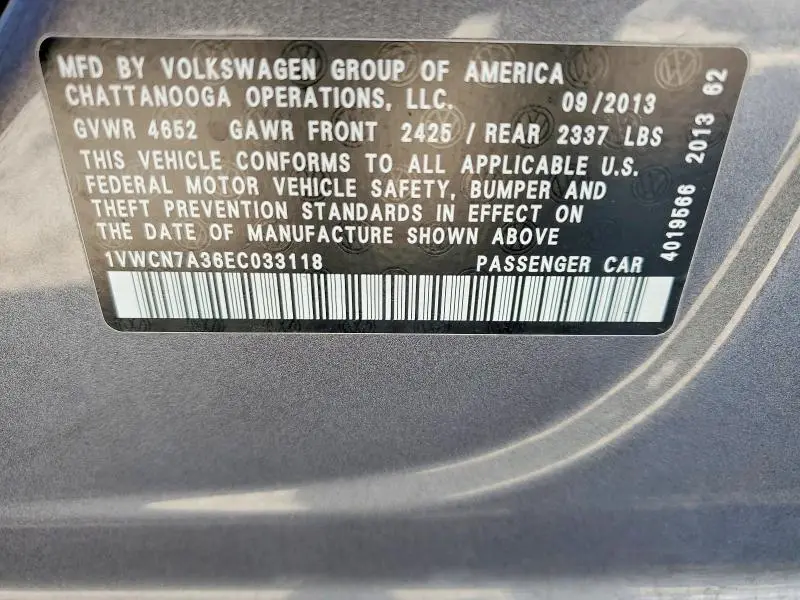 MFD BY VOLKSWAGEN GROUP OF AMERICA
CHATTANOOGA OPERATIONS, LLC. 09/2013
GVWR 4652 GAWR FRONT 2425 / REAR 2337 LBS
THIS VEHICLE CONFORMS TO ALL APPLICABLE U.S.
FEDERAL MOTOR VEHICLE SAFETY, BUMPER AND
THEFT PREVENTION STANDARDS IN EFFECT ON
THE DATE OF MANUFACTURE SHOWN ABOVE
1VWCN7A36EC033118 PASSENGER CAR
4019566 2013 62